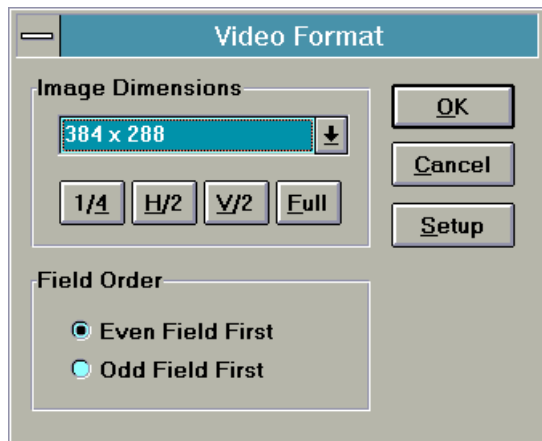 Video Format
Image Dimensions
384 x 288
1/4 H/2 V/2 Full
OK
Cancel
Setup
Field Order
Even Field First
Odd Field First